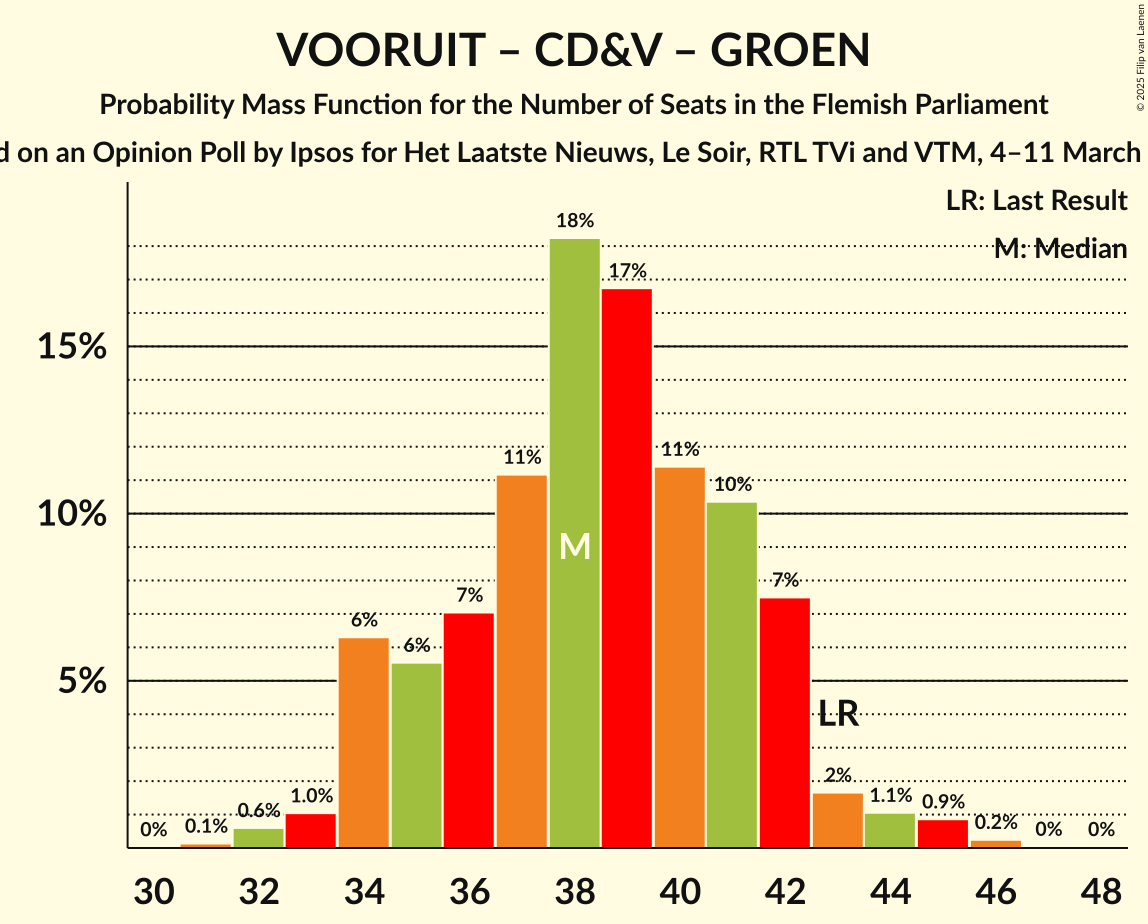 VOORUIT – CD&V – GROEN
Probability Mass Function for the Number of Seats in the Flemish Parliament
on an Opinion Poll by Ipsos for Het Laatste Nieuws, Le Soir, RTL TVi and VTM, 4–11 March
© 2025 Filip van Laenen
LR: Last Result
M: Median
15%
10%
5%
0%
0.1%
0.6%
1.0%
6%
6%
7%
11%
18%
17%
11%
10%
7%
2%
1.1%
0.9%
0.2%
0%
0%
M
LR
30 32 34 36 38 40 42 44 46 48